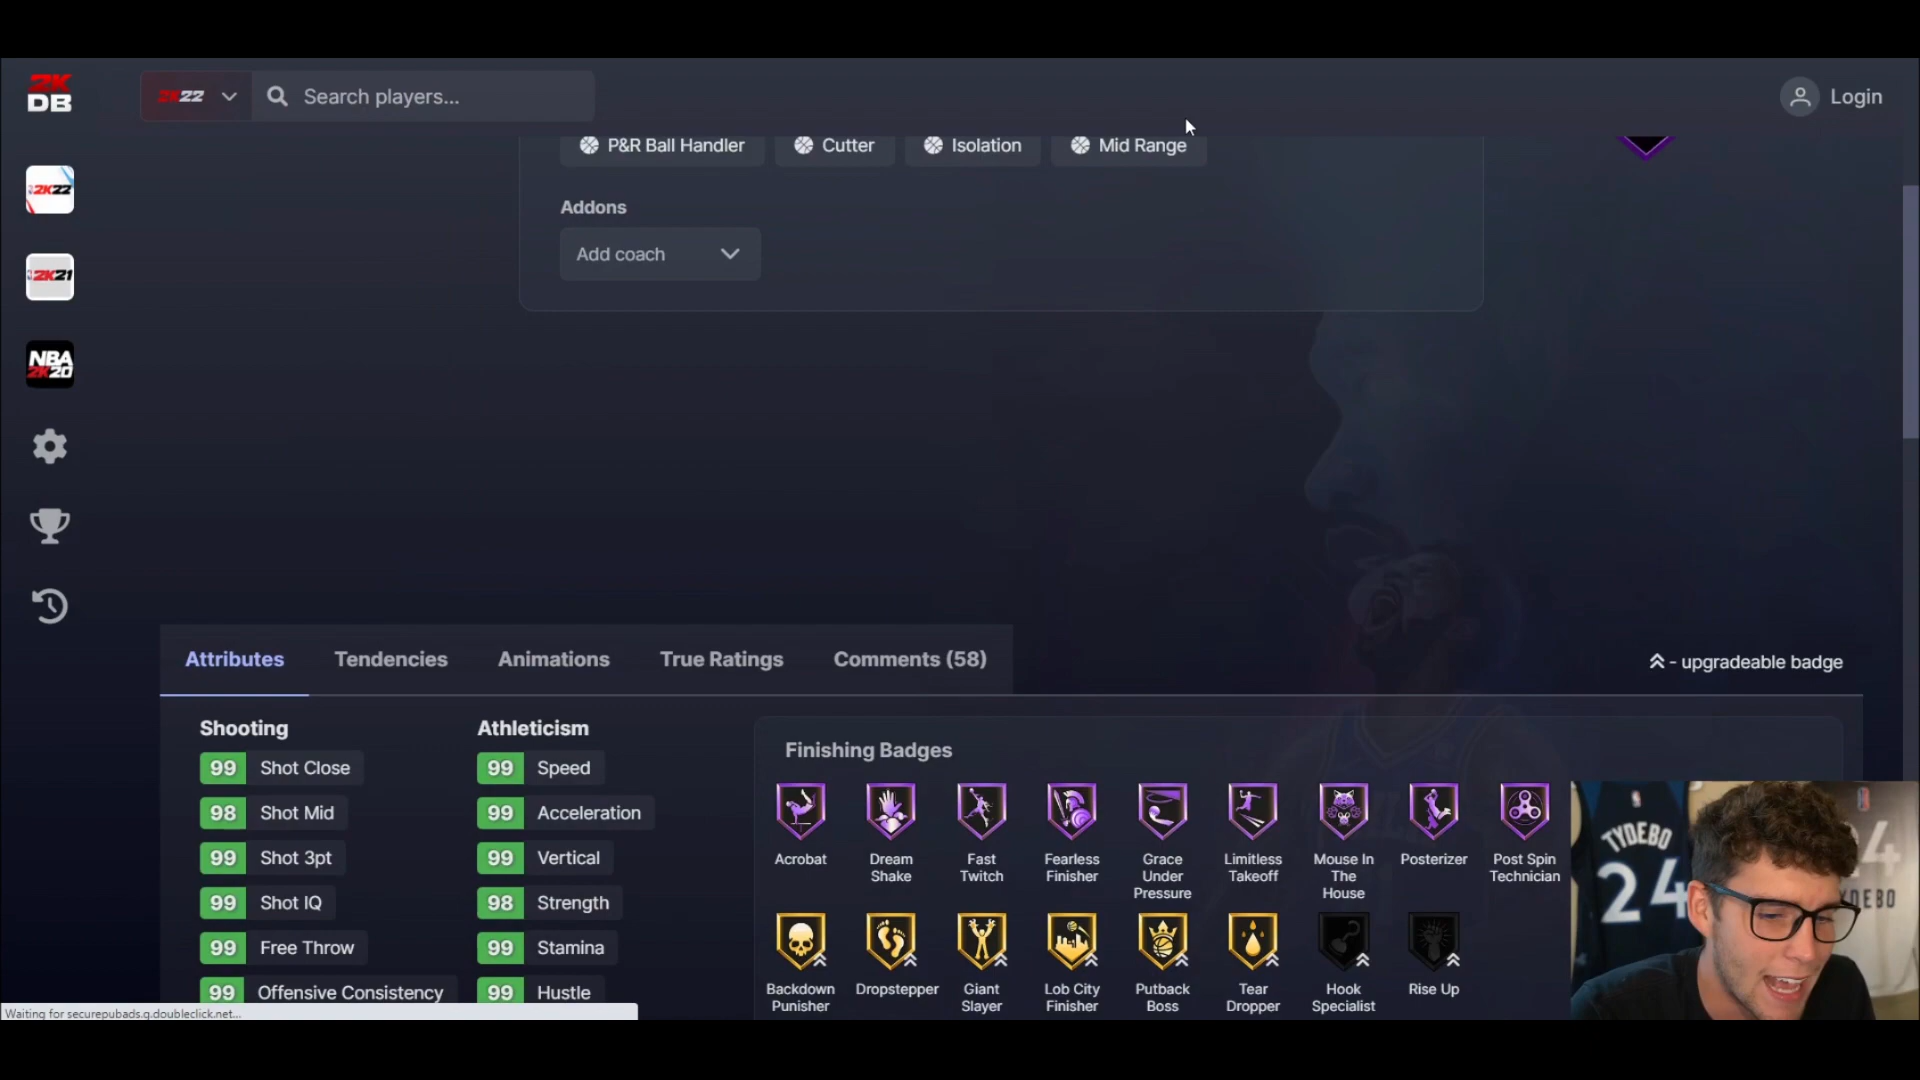 2K
DB
2K22
Search players...
Login
2K22
2K21
NBA
2K20
P&R Ball Handler
Cutter
Isolation
Mid Range
Addons
Add coach
Attributes
Tendencies
Animations
True Ratings
Comments (58)
- upgradeable badge
Shooting
99 Shot Close
98 Shot Mid
99 Shot 3pt
99 Shot IQ
99 Free Throw
99 Offensive Consistency
Athleticism
99 Speed
99 Acceleration
99 Vertical
98 Strength
99 Stamina
99 Hustle
Finishing Badges
Acrobat
Dream
Shake
Fast
Twitch
Fearless
Finisher
Grace
Under
Pressure
Limitless
Takeoff
Mouse In
The
House
Posterizer
Post Spin
Technician
Backdown
Punisher
Dropstepper
Giant
Slayer
Lob City
Finisher
Putback
Boss
Tear
Dropper
Hook
Specialist
Rise Up
TYDEBO
24
Waiting for securepubads.g.doubleclick.net...